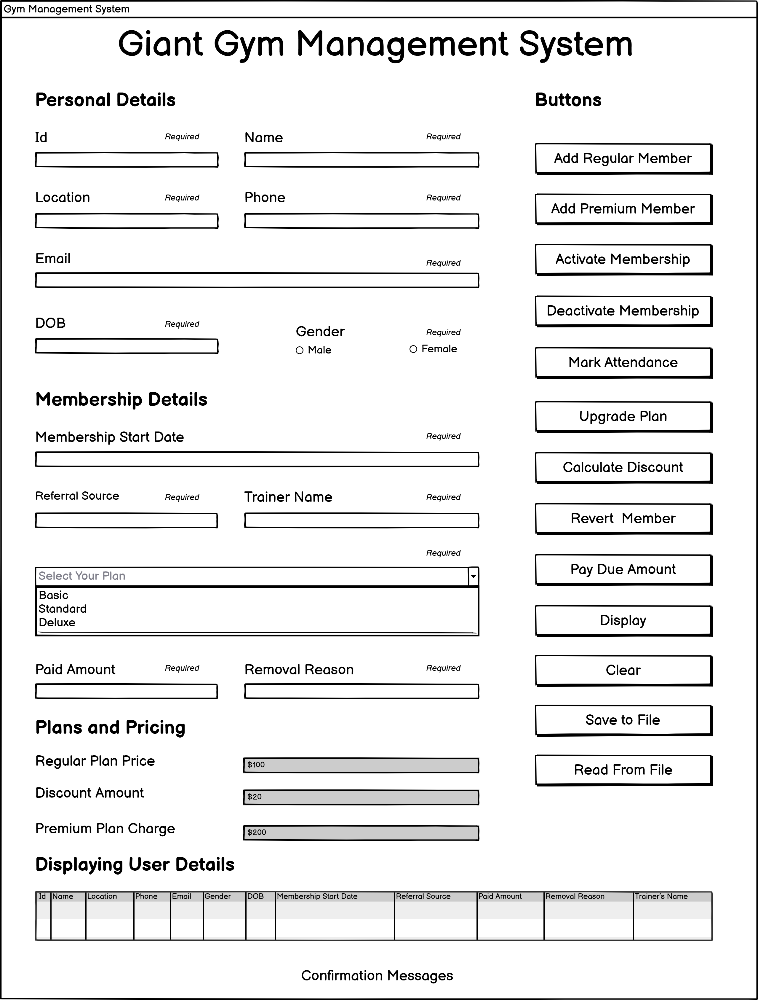 Gym Management System
Giant Gym Management System
Personal Details
Id Required Name Required
Location Required Phone Required
Email Required
DOB Required Gender Required
Male Female
Membership Details
Membership Start Date Required
Referral Source Required Trainer Name Required
Required
Select Your Plan
Basic
Standard
Deluxe
Paid Amount Required Removal Reason Required
Plans and Pricing
Regular Plan Price $100
Discount Amount $20
Premium Plan Charge $200
Buttons
Add Regular Member
Add Premium Member
Activate Membership
Deactivate Membership
Mark Attendance
Upgrade Plan
Calculate Discount
Revert Member
Pay Due Amount
Display
Clear
Save to File
Read From File
Displaying User Details
Id Name Location Phone Email Gender DOB Membership Start Date Referral Source Paid Amount Removal Reason Trainer's Name
Confirmation Messages